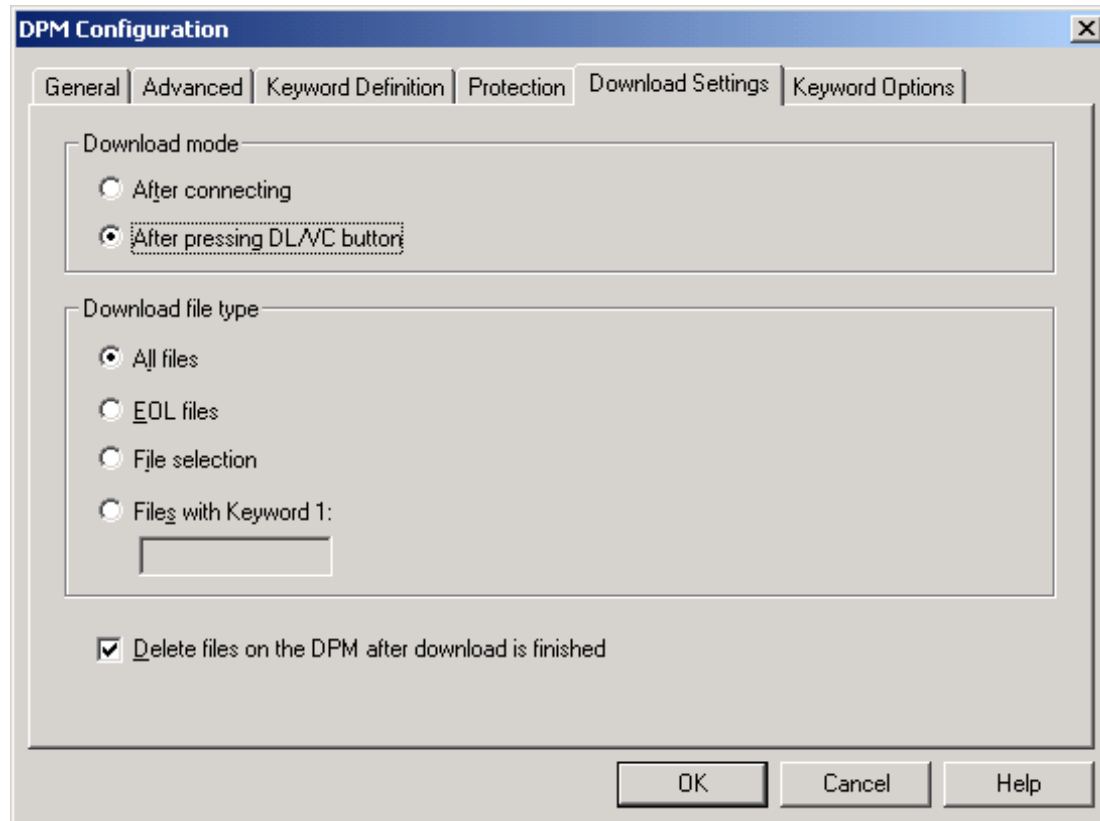 DPM Configuration
General Advanced Keyword Definition Protection Download Settings Keyword Options
Download mode
After connecting
After pressing DL/VC button
Download file type
All files
EOL files
File selection
Files with Keyword 1:
Delete files on the DPM after download is finished
OK Cancel Help